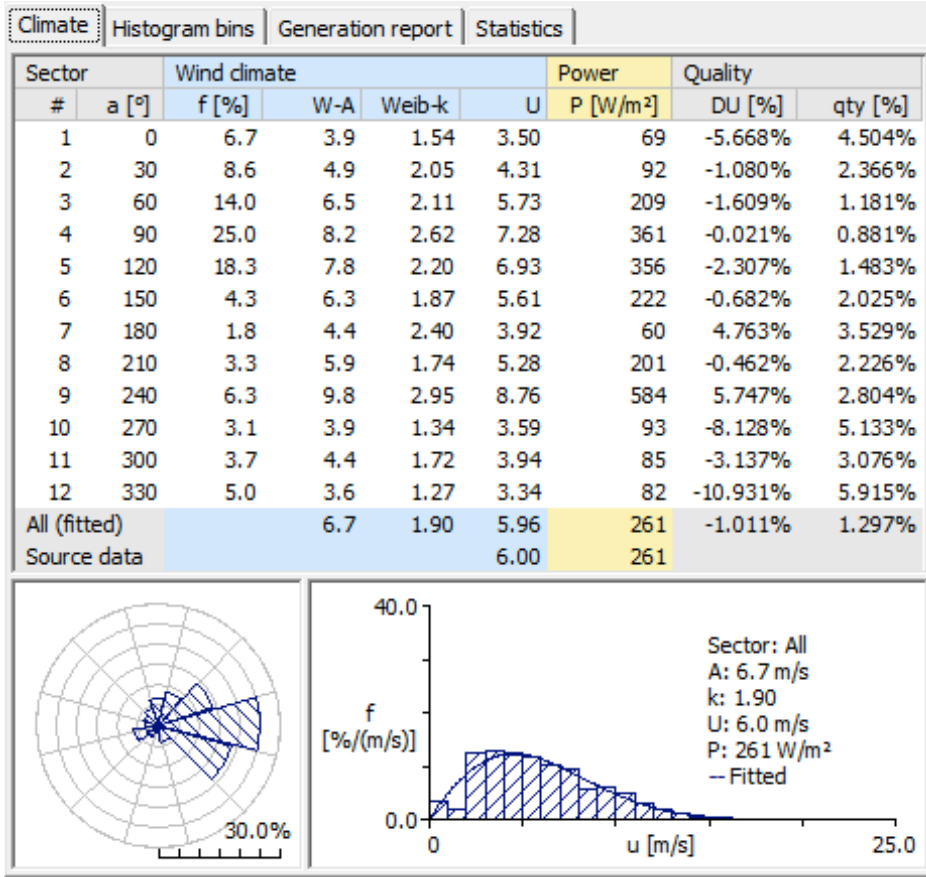 Climate Histogram bins Generation report Statistics
Sector Wind climate Power Quality
# a [°] f [%] W-A Weib-k U P [W/m²] DU [%] qty [%]
1 0 6.7 3.9 1.54 3.50 69 -5.668% 4.504%
2 30 8.6 4.9 2.05 4.31 92 -1.080% 2.366%
3 60 14.0 6.5 2.11 5.73 209 -1.609% 1.181%
4 90 25.0 8.2 2.62 7.28 361 -0.021% 0.881%
5 120 18.3 7.8 2.20 6.93 356 -2.307% 1.483%
6 150 4.3 6.3 1.87 5.61 222 -0.682% 2.025%
7 180 1.8 4.4 2.40 3.92 60 4.763% 3.529%
8 210 3.3 5.9 1.74 5.28 201 -0.462% 2.226%
9 240 6.3 9.8 2.95 8.76 584 5.747% 2.804%
10 270 3.1 3.9 1.34 3.59 93 -8.128% 5.133%
11 300 3.7 4.4 1.72 3.94 85 -3.137% 3.076%
12 330 5.0 3.6 1.27 3.34 82 -10.931% 5.915%
All (fitted) 6.7 1.90 5.96 261 -1.011% 1.297%
Source data 6.00 261
30.0%
40.0
f
[%/(m/s)]
0.0
0 u [m/s] 25.0
Sector: All
A: 6.7 m/s
k: 1.90
U: 6.0 m/s
P: 261 W/m²
-- Fitted